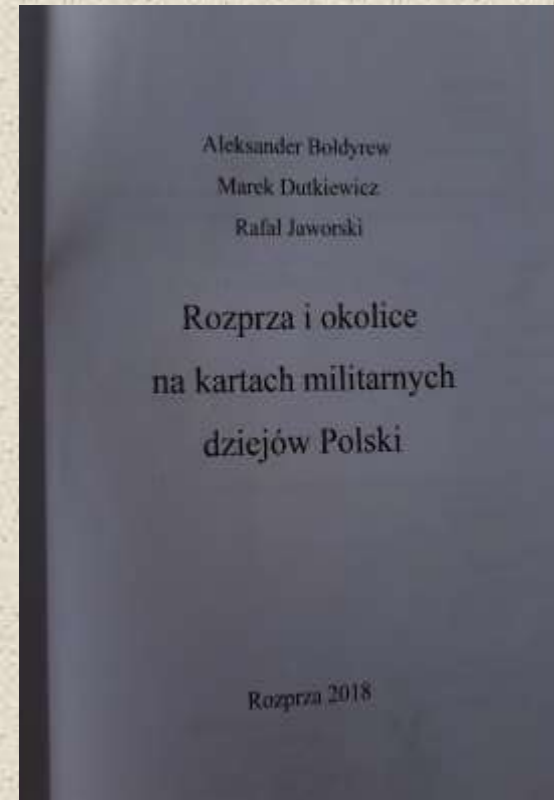 Aleksander Bołdyrew
Marek Dutkiewicz
Rafał Jaworski
Rozprza i okolice
na kartach militarnych
dziejów Polski
Rozprza 2018